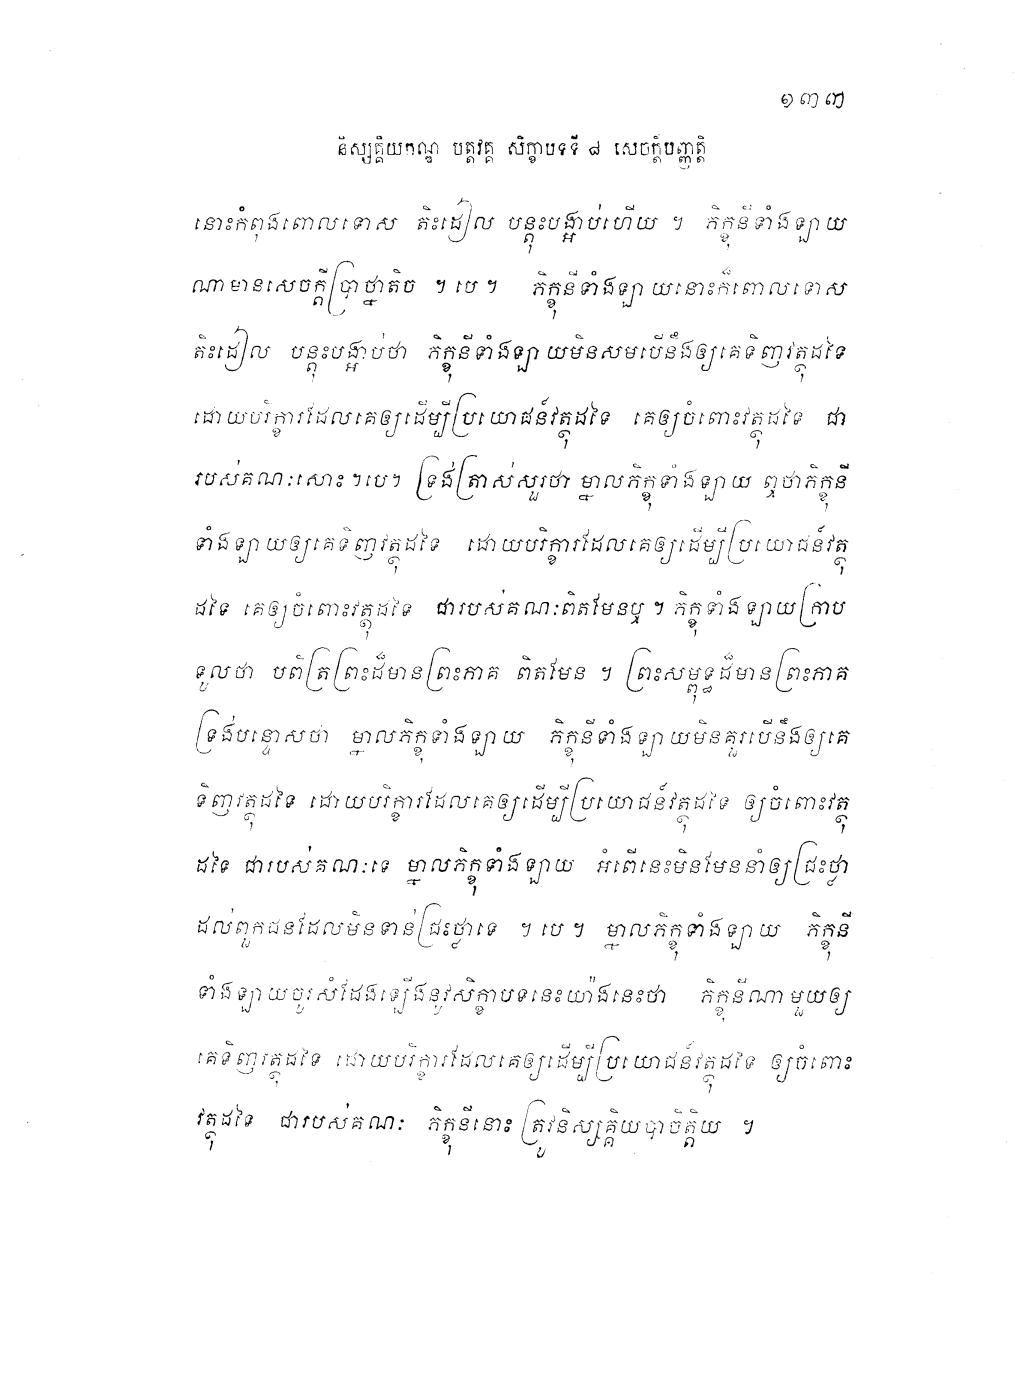 ១៣៧
និស្សគ្គិយកណ្ឌ បត្តវគ្គ សិក្ខាបទទី ៨ សេចក្តីបញ្ញត្តិ
នោះកំពុងពោលទោស តិះដៀល បន្តុះបង្អាប់ហើយ ។ ភិក្ខុនីទាំងឡាយ
ណាមានសេចក្តីប្រាថ្នាតិច ។ បេ ។ ភិក្ខុនីទាំងឡាយនោះក៏ពោលទោស
តិះដៀល បន្តុះបង្អាប់ថា ភិក្ខុនីទាំងឡាយមិនសមបើនឹងឲ្យគេទិញវត្ថុដទៃ
ដោយបរិក្ខារដែលគេឲ្យដើម្បីប្រយោជន៍វត្ថុដទៃ គេឲ្យចំពោះវត្ថុដទៃ ជា
របស់គណៈសោះ ។ បេ។ ទ្រង់ត្រាស់សួរថា ម្នាលភិក្ខុទាំងឡាយ ឮថាភិក្ខុនី
ទាំងឡាយឲ្យគេទិញវត្ថុដទៃ ដោយបរិក្ខារដែលគេឲ្យដើម្បីប្រយោជន៍វត្ថុ
ដទៃ គេឲ្យចំពោះវត្ថុដទៃ ជារបស់គណៈពិតមែនឬ ។ ភិក្ខុទាំងឡាយក្រាប
ទូលថា បពិត្រព្រះដ៏មានព្រះភាគ ពិតមែន ។ ព្រះសម្ពុទ្ធដ៏មានព្រះភាគ
ទ្រង់បន្ទោសថា ម្នាលភិក្ខុទាំងឡាយ ភិក្ខុនីទាំងឡាយមិនគួរបើនឹងឲ្យគេ
ទិញវត្ថុដទៃ ដោយបរិក្ខារដែលគេឲ្យដើម្បីប្រយោជន៍វត្ថុដទៃ ឲ្យចំពោះវត្ថុ
ដទៃ ជារបស់គណៈទេ ម្នាលភិក្ខុទាំងឡាយ អំពើនេះមិនមែននាំឲ្យជ្រះថ្លា
ដល់ពួកជនដែលមិនទាន់ជ្រះថ្លាទេ ។ បេ ។ ម្នាលភិក្ខុទាំងឡាយ ភិក្ខុនី
ទាំងឡាយចូរសំដែងឡើងនូវសិក្ខាបទនេះយ៉ាងនេះថា ភិក្ខុនីណាមួយឲ្យ
គេទិញវត្ថុដទៃ ដោយបរិក្ខារដែលគេឲ្យដើម្បីប្រយោជន៍វត្ថុដទៃ ឲ្យចំពោះ
វត្ថុដទៃ ជារបស់គណៈ ភិក្ខុនីនោះ ត្រូវនិស្សគ្គិយបាចិត្តិយ ។